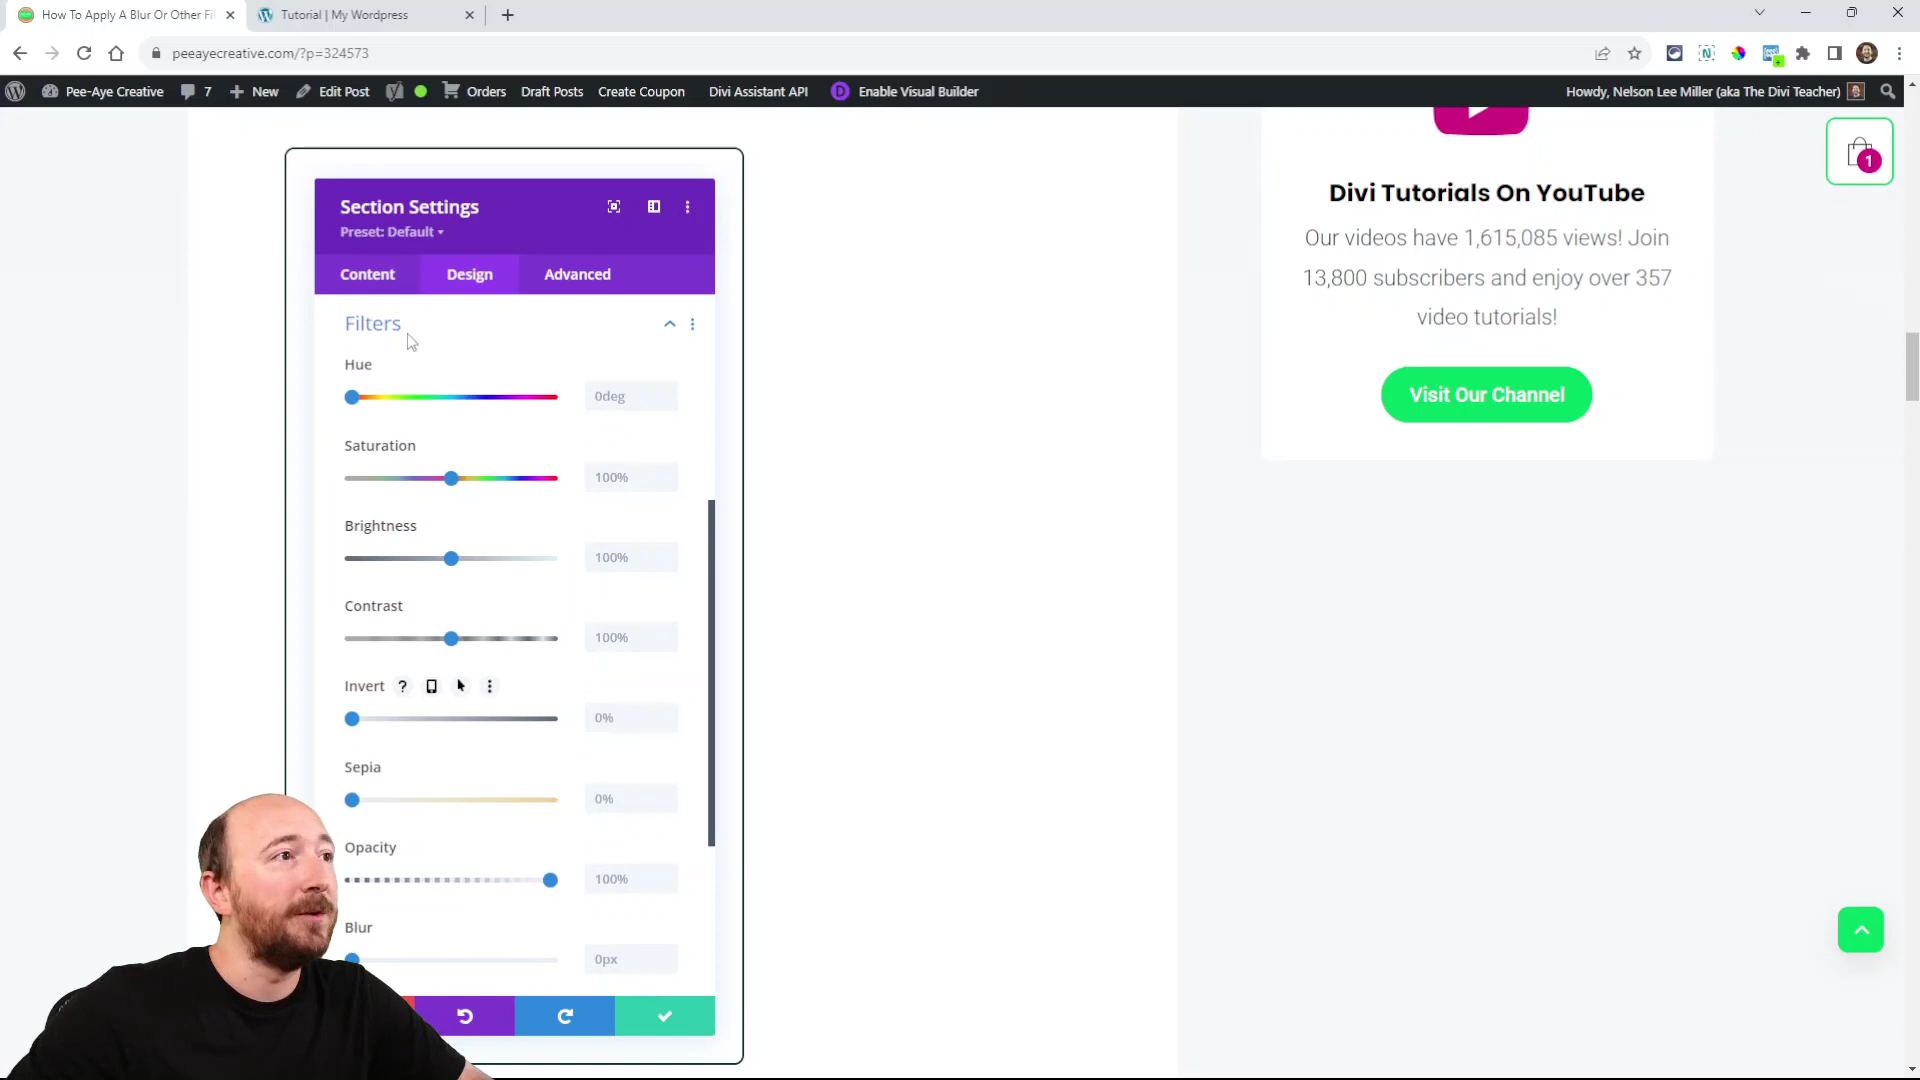 How To Apply A Blur Or Other Fi
Tutorial | My Wordpress
peeayecreative.com/?p=324573
Pee-Aye Creative
7
New
Edit Post
Orders
Draft Posts
Create Coupon
Divi Assistant API
D
Enable Visual Builder
Howdy, Nelson Lee Miller (aka The Divi Teacher)
1
Section Settings
Preset: Default
Content
Design
Advanced
Filters
Hue
0deg
Saturation
100%
Brightness
100%
Contrast
100%
Invert ?
0%
Sepia
0%
Opacity
100%
Blur
0px
Divi Tutorials On YouTube
Our videos have 1,615,085 views! Join
13,800 subscribers and enjoy over 357
video tutorials!
Visit Our Channel